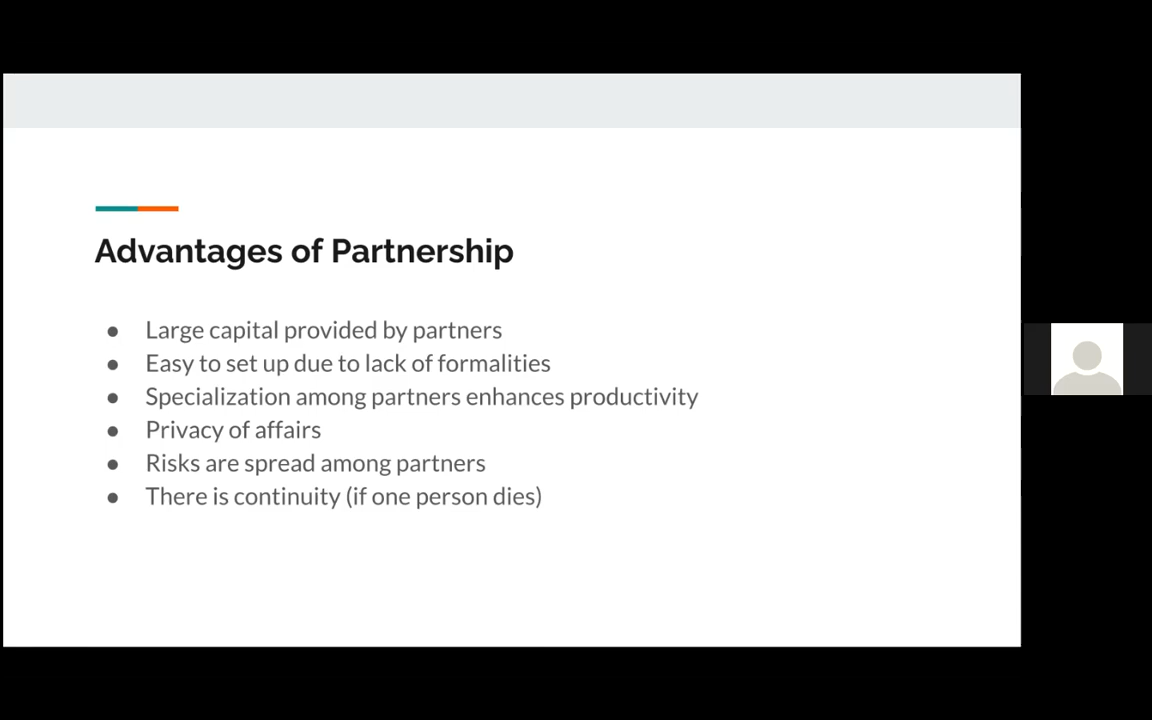 Advantages of Partnership
● Large capital provided by partners
● Easy to set up due to lack of formalities
● Specialization among partners enhances productivity
● Privacy of affairs
● Risks are spread among partners
● There is continuity (if one person dies)